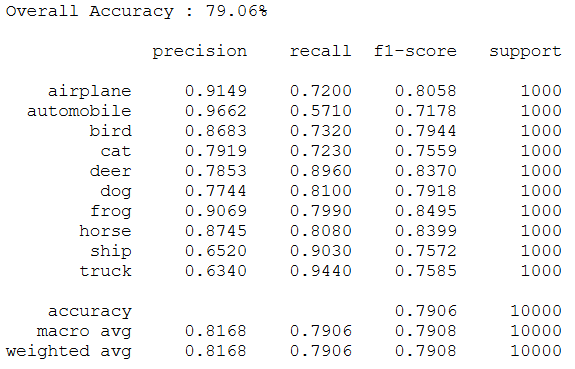 Overall Accuracy : 79.06%
precision recall f1-score support
airplane 0.9149 0.7200 0.8058 1000
automobile 0.9662 0.5710 0.7178 1000
bird 0.8683 0.7320 0.7944 1000
cat 0.7919 0.7230 0.7559 1000
deer 0.7853 0.8960 0.8370 1000
dog 0.7744 0.8100 0.7918 1000
frog 0.9069 0.7990 0.8495 1000
horse 0.8745 0.8080 0.8399 1000
ship 0.6520 0.9030 0.7572 1000
truck 0.6340 0.9440 0.7585 1000
accuracy 0.7906 10000
macro avg 0.8168 0.7906 0.7908 10000
weighted avg 0.8168 0.7906 0.7908 10000